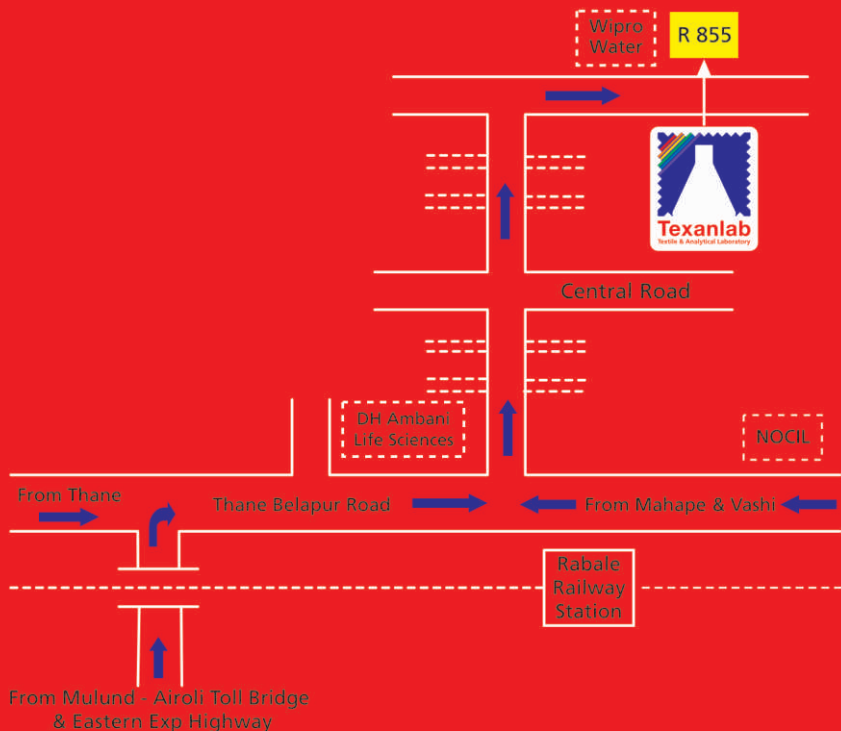 Wipro
Water
R 855
Texanlab
Textile & Analytical Laboratory
Central Road
DH Ambani
Life Sciences
NOCIL
From Thane
Thane Belapur Road
From Mahape & Vashi
Rabale
Railway
Station
From Mulund - Airoli Toll Bridge
& Eastern Exp Highway